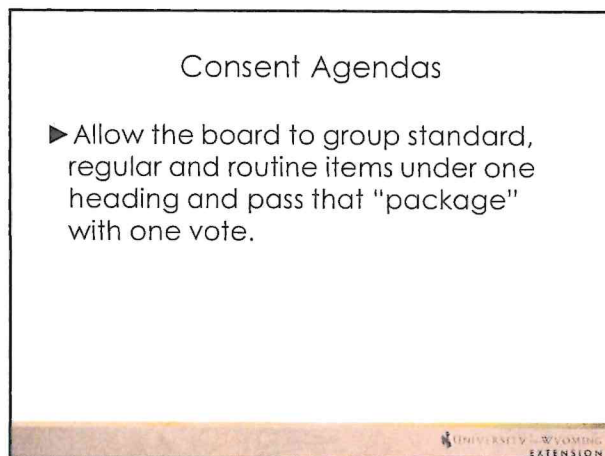 Consent Agendas
►Allow the board to group standard,
regular and routine items under one
heading and pass that "package"
with one vote.
UNIVERSITY OF WYOMING
EXTENSION